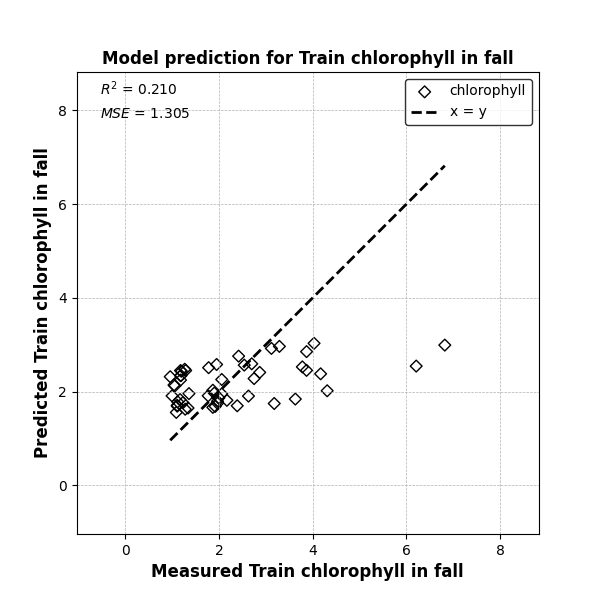 Model prediction for Train chlorophyll in fall
R² = 0.210
MSE = 1.305
chlorophyll
x = y
Predicted Train chlorophyll in fall
8
6
4
2
0
0 2 4 6 8
Measured Train chlorophyll in fall